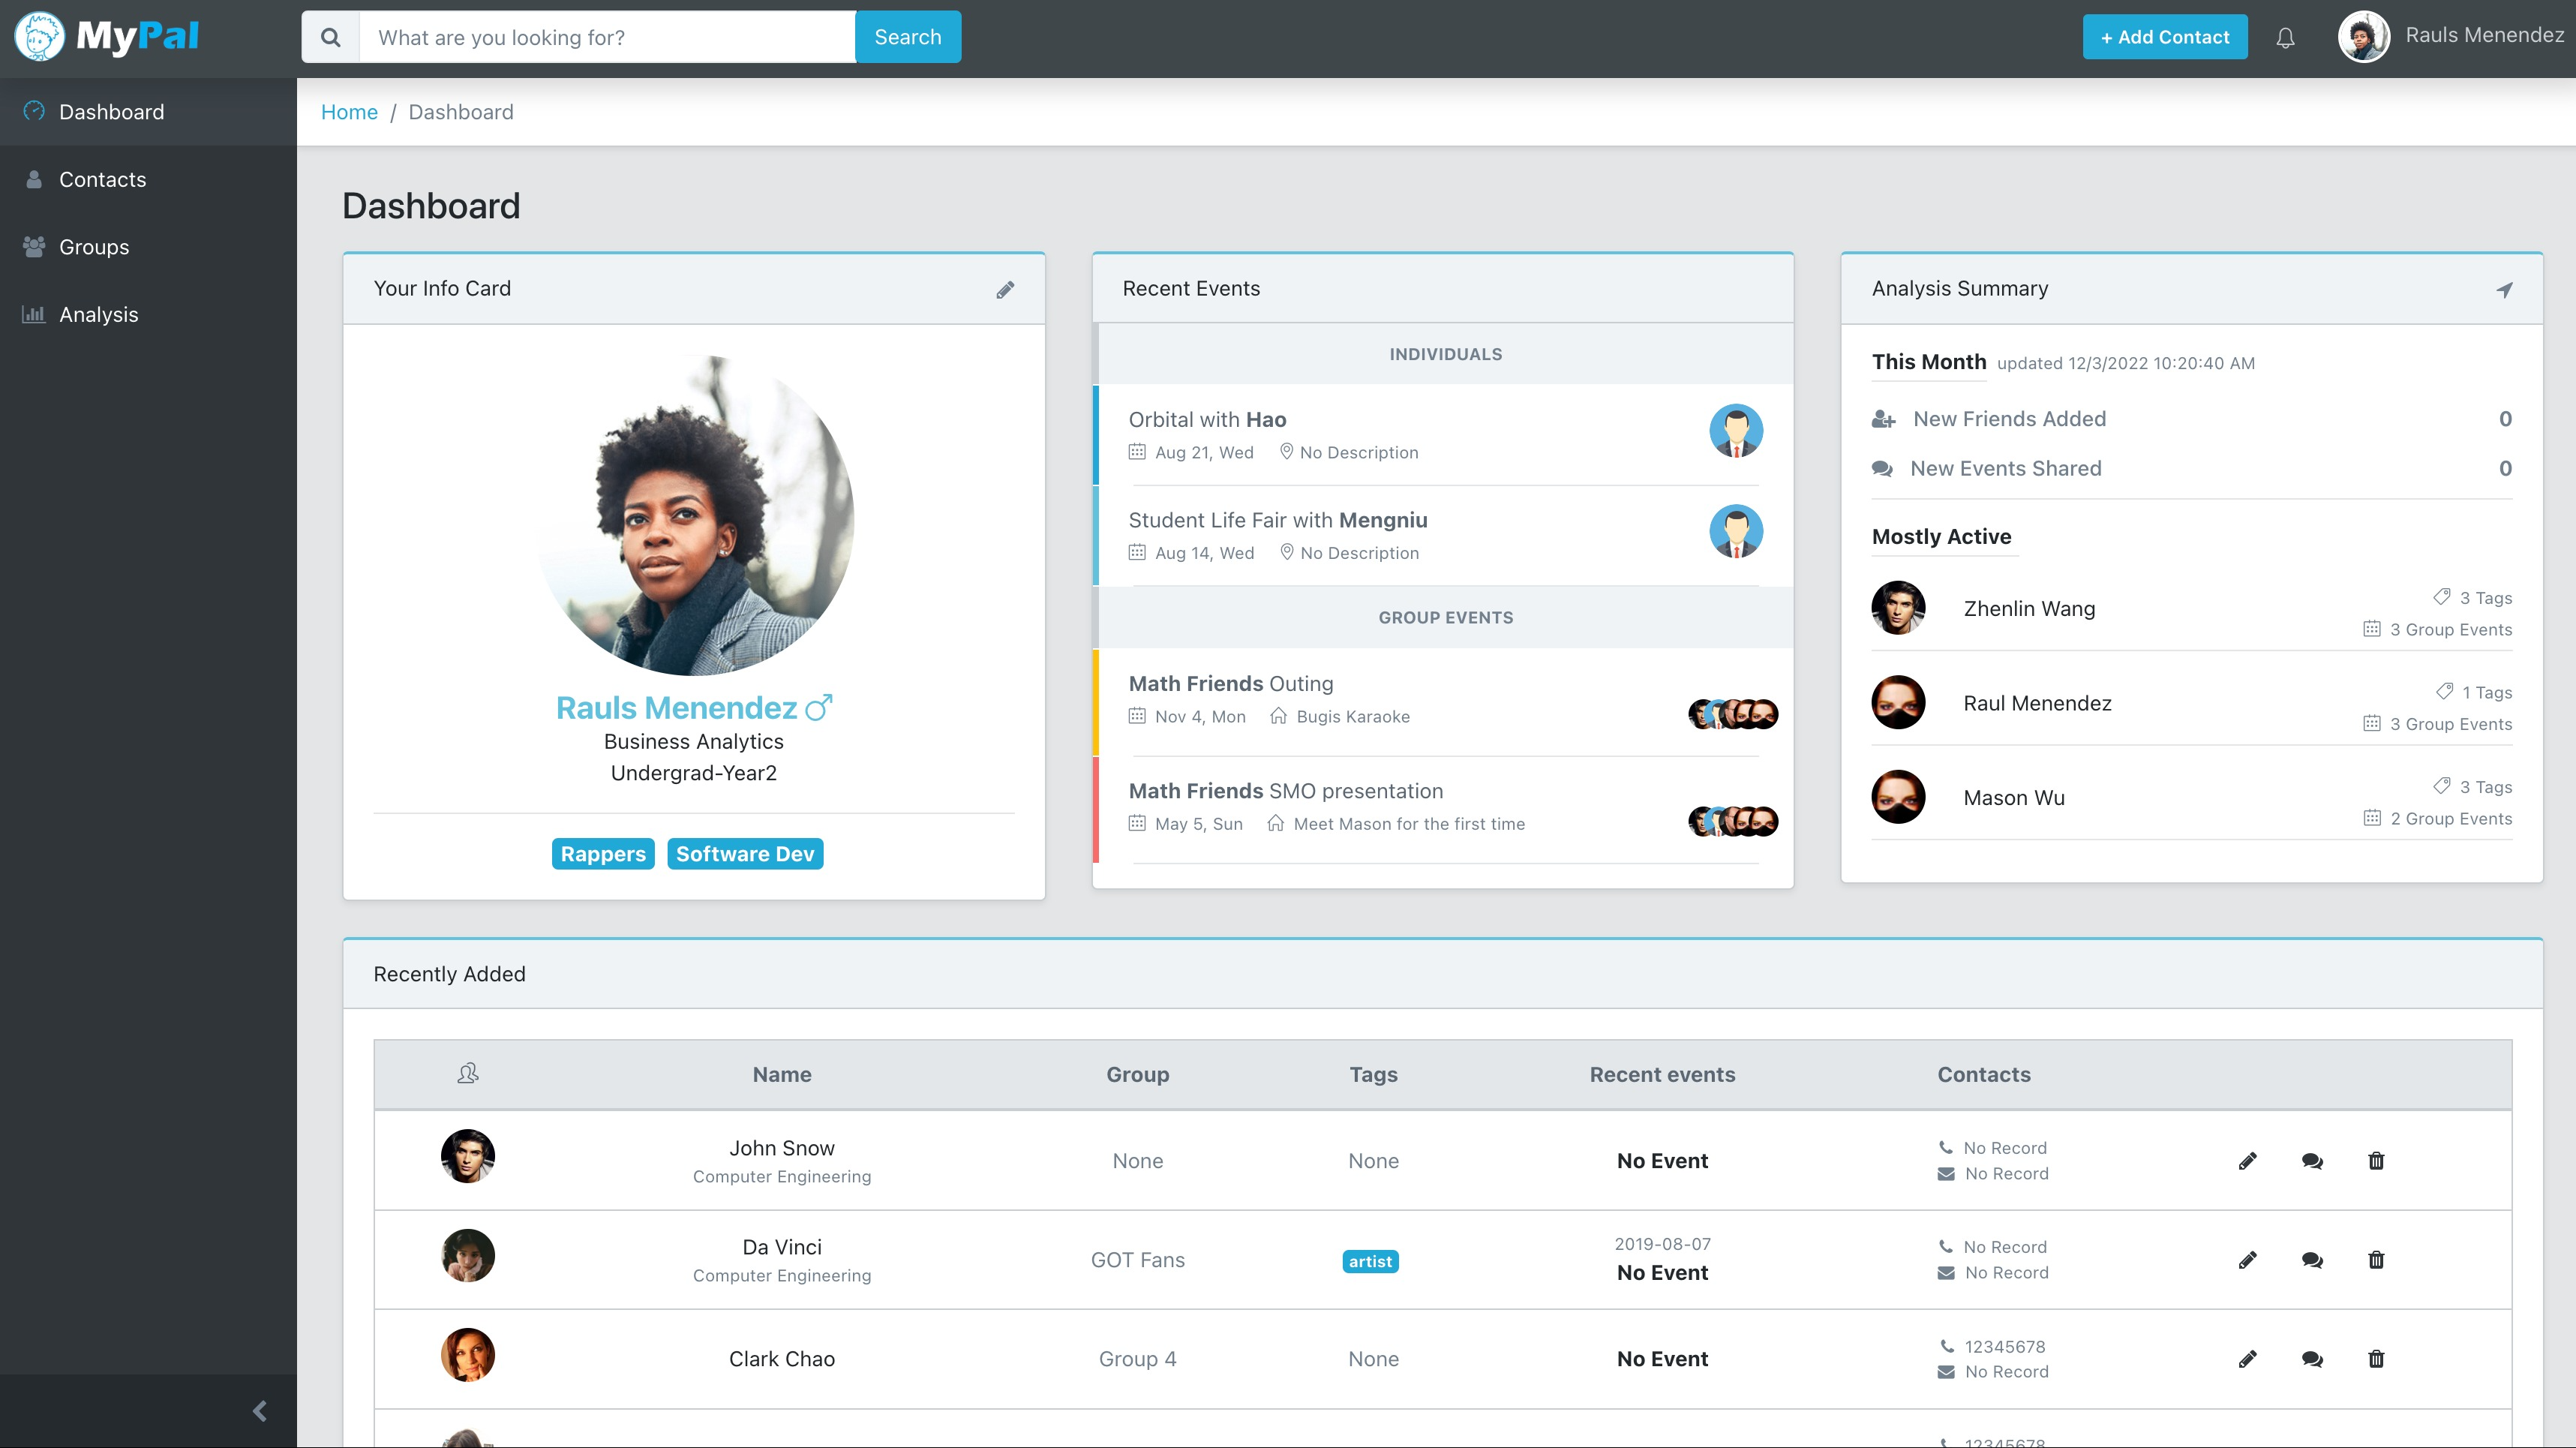 MyPal
What are you looking for?
Search
+ Add Contact
Rauls Menendez
Dashboard
Contacts
Groups
Analysis
Home / Dashboard
Dashboard
Your Info Card
Rauls Menendez
Business Analytics
Undergrad-Year2
Rappers Software Dev
Recent Events
INDIVIDUALS
Orbital with Hao
Aug 21, Wed No Description
Student Life Fair with Mengniu
Aug 14, Wed No Description
GROUP EVENTS
Math Friends Outing
Nov 4, Mon Bugis Karaoke
Math Friends SMO presentation
May 5, Sun Meet Mason for the first time
Analysis Summary
This Month updated 12/3/2022 10:20:40 AM
New Friends Added 0
New Events Shared 0
Mostly Active
Zhenlin Wang
3 Tags
3 Group Events
Raul Menendez
1 Tags
3 Group Events
Mason Wu
3 Tags
2 Group Events
Recently Added
Name Group Tags Recent events Contacts
John Snow
Computer Engineering
None
None
No Event
No Record
No Record
Da Vinci
Computer Engineering
GOT Fans
artist
2019-08-07
No Event
No Record
No Record
Clark Chao
Group 4
None
No Event
12345678
No Record
12345678